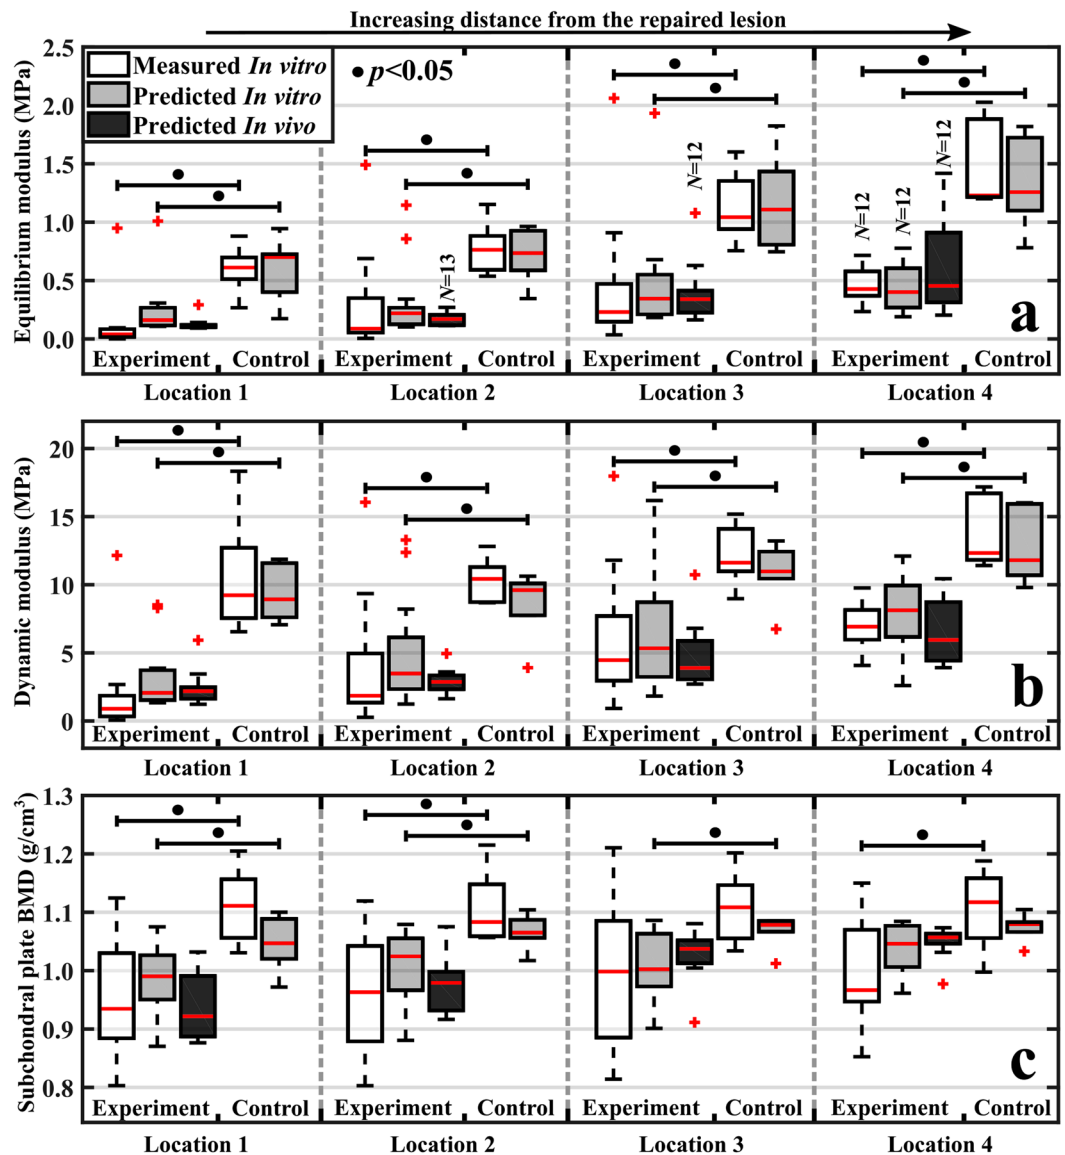 Increasing distance from the repaired lesion
Equilibrium modulus (MPa)
2.5
2.0
1.5
1.0
0.5
0.0
Measured In vitro
Predicted In vitro
Predicted In vivo
p<0.05
N=13
N=12
N=12
N=12
N=12
a
Experiment Control Experiment Control Experiment Control Experiment Control
Location 1 Location 2 Location 3 Location 4
Dynamic modulus (MPa)
20
15
10
5
0
b
Experiment Control Experiment Control Experiment Control Experiment Control
Location 1 Location 2 Location 3 Location 4
Subchondral plate BMD (g/cm³)
1.3
1.2
1.1
1.0
0.9
0.8
c
Experiment Control Experiment Control Experiment Control Experiment Control
Location 1 Location 2 Location 3 Location 4